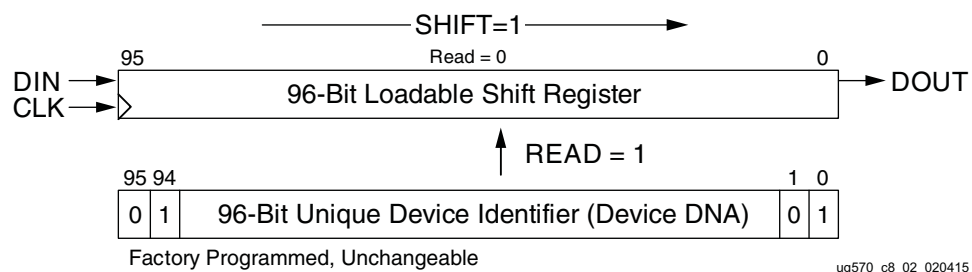 SHIFT=1
95 Read = 0 0
DIN 96-Bit Loadable Shift Register DOUT
CLK
READ = 1
95 94 1 0
0 1 96-Bit Unique Device Identifier (Device DNA) 0 1
Factory Programmed, Unchangeable
ug570_c8_02_020415